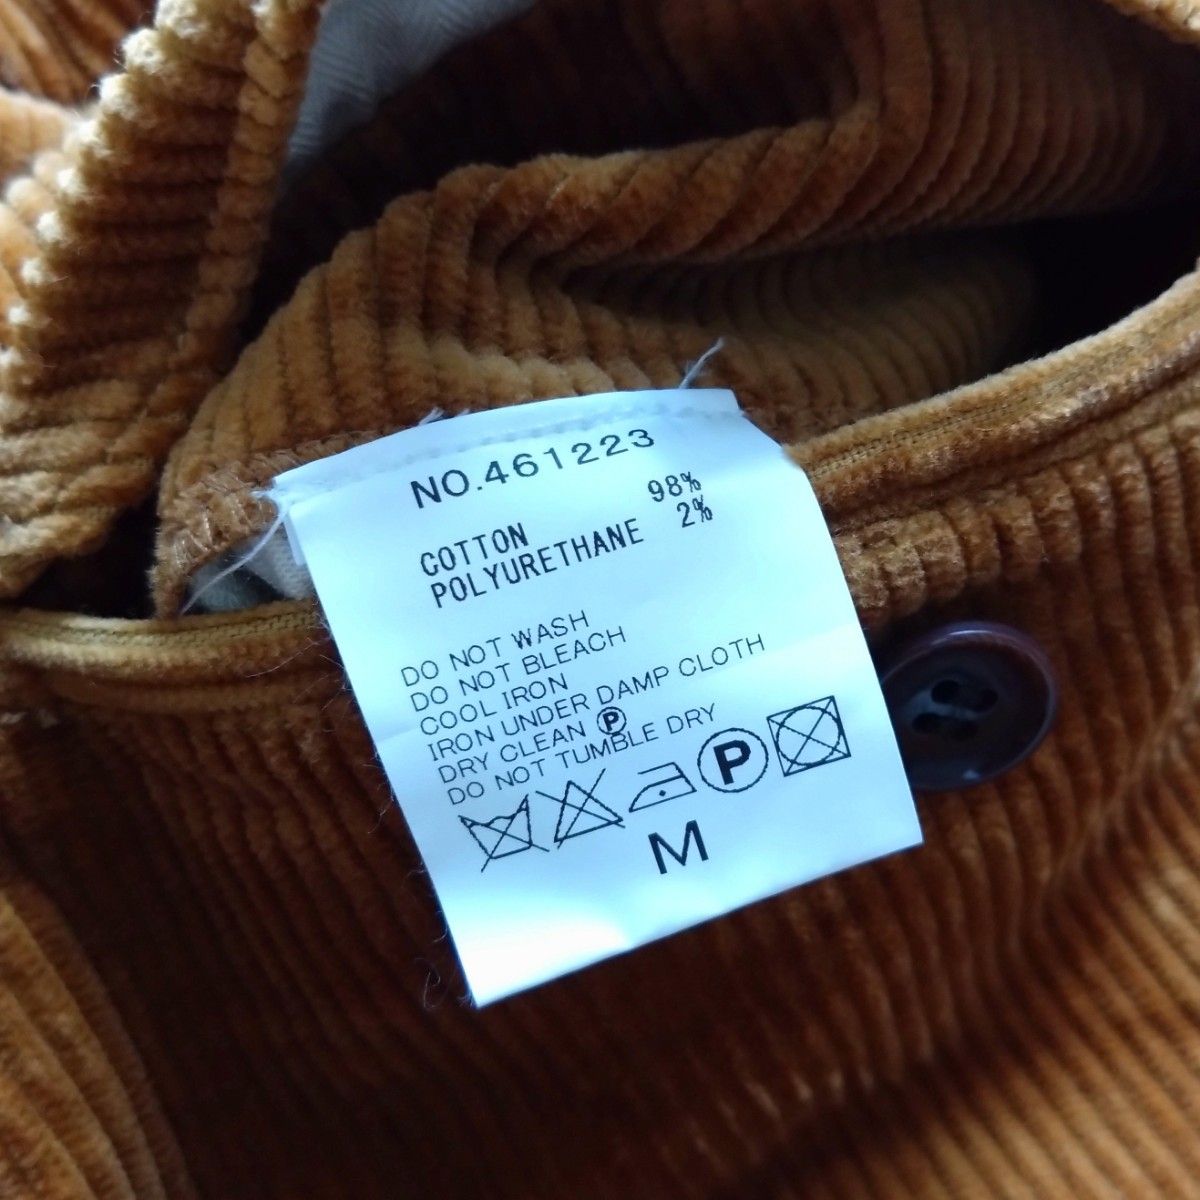 NO.461223
COTTON 98%
POLYURETHANE 2%
DO NOT WASH
DO NOT BLEACH
COOL IRON
IRON UNDER DAMP CLOTH
DRY CLEAN Ⓟ
DO NOT TUMBLE DRY
P
M